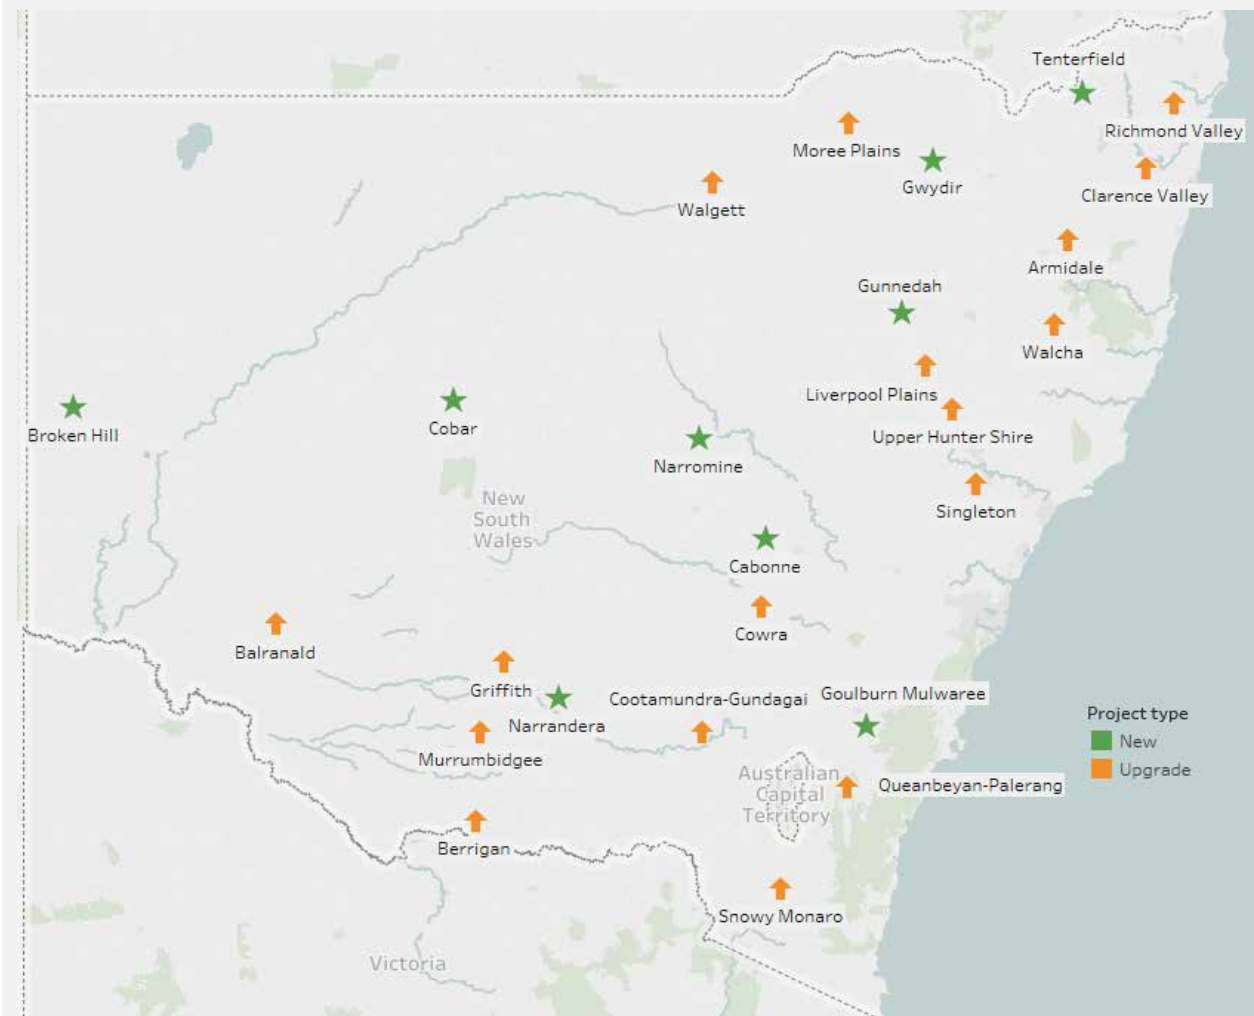 Tenterfield
Richmond Valley
Moree Plains
Gwydir
Clarence Valley
Walgett
Armidale
Gunnedah
Walcha
Liverpool Plains
Broken Hill
Cobar
Upper Hunter Shire
Narromine
New
South
Wales
Singleton
Cabonne
Cowra
Balranald
Griffith
Cootamundra-Gundagai
Goulburn Mulwaree
Narrandera
Murrumbidgee
Project type
New
Upgrade
Australian
Capital
Territory
Queanbeyan-Palerang
Berrigan
Snowy Monaro
Victoria